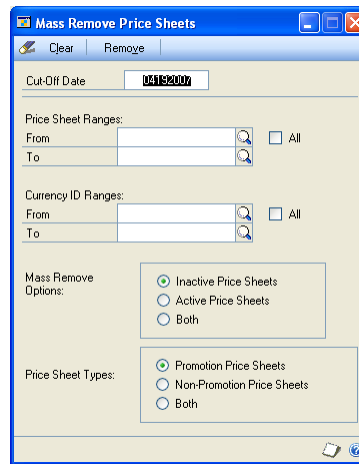 Mass Remove Price Sheets
Clear Remove
Cut-Off Date 04192007
Price Sheet Ranges:
From All
To
Currency ID Ranges:
From All
To
Mass Remove Options:
Inactive Price Sheets
Active Price Sheets
Both
Price Sheet Types:
Promotion Price Sheets
Non-Promotion Price Sheets
Both